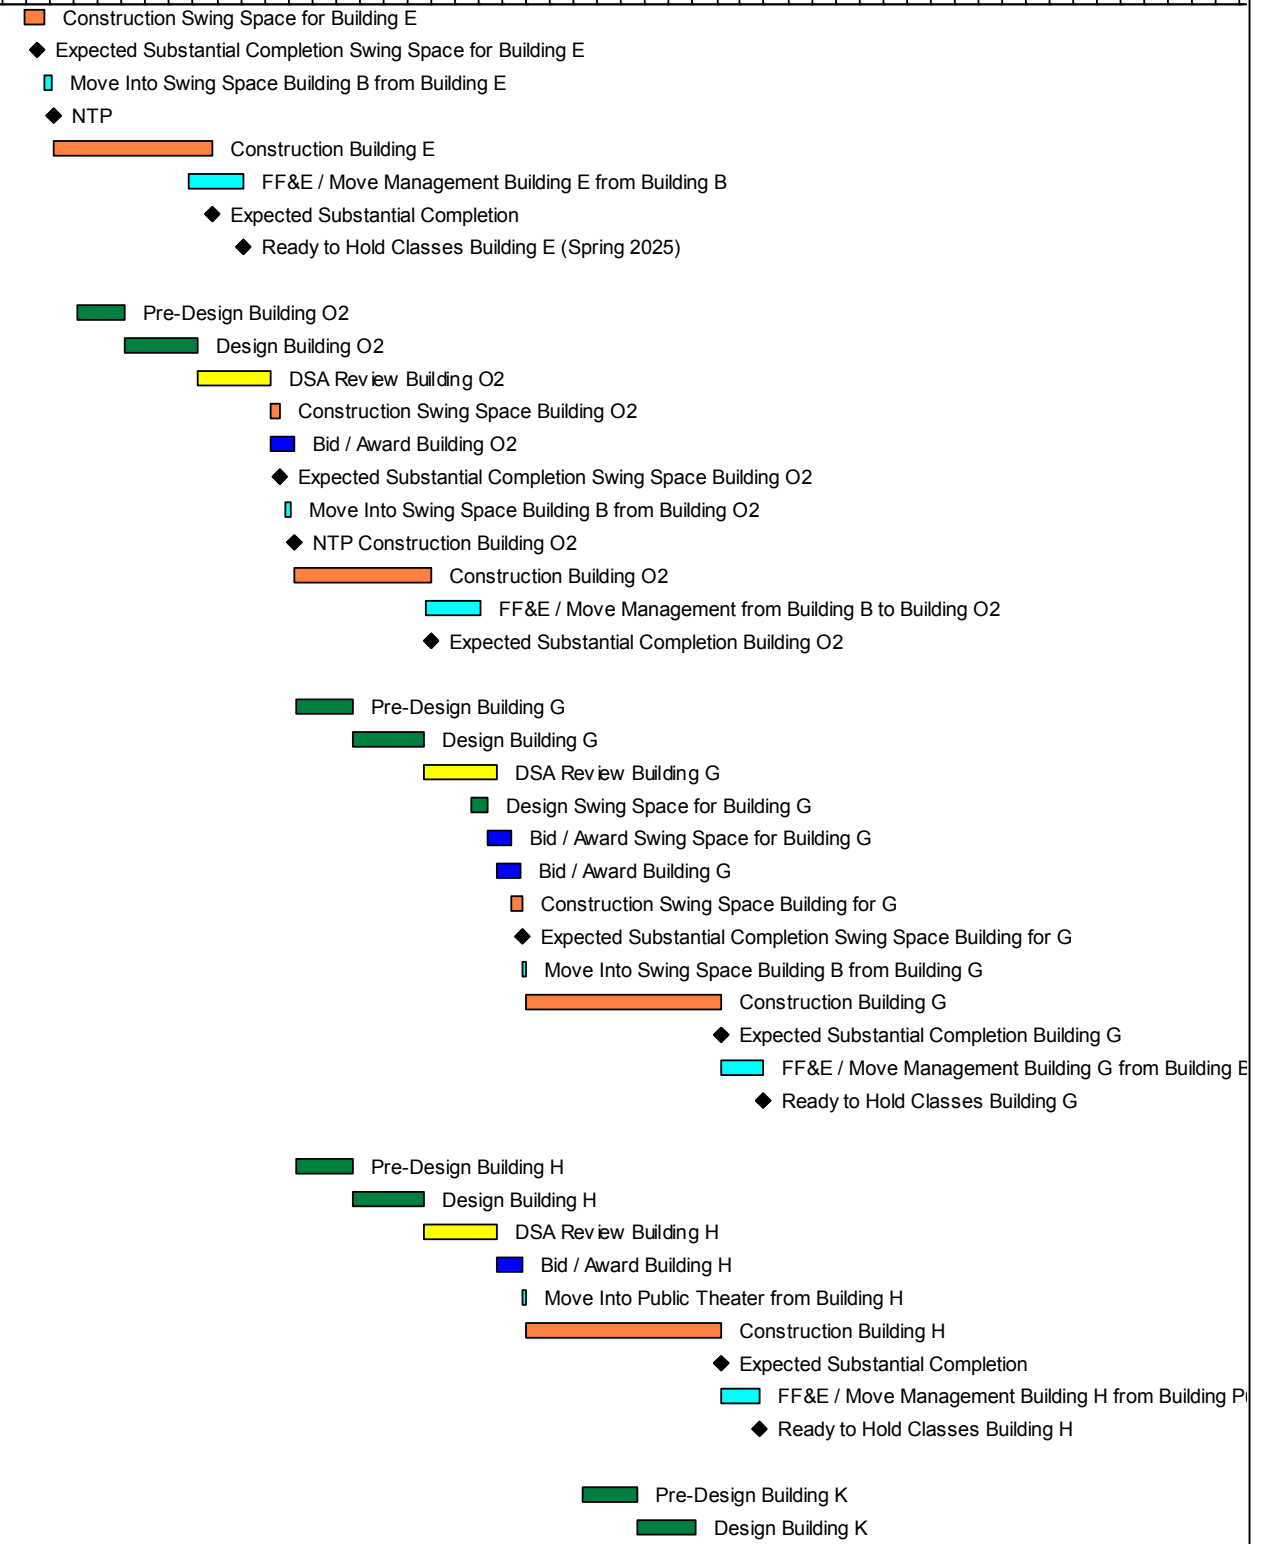 Construction Swing Space for Building E
Expected Substantial Completion Swing Space for Building E
Move Into Swing Space Building B from Building E
NTP
Construction Building E
FF&E / Move Management Building E from Building B
Expected Substantial Completion
Ready to Hold Classes Building E (Spring 2025)
Pre-Design Building O2
Design Building O2
DSA Review Building O2
Construction Swing Space Building O2
Bid / Award Building O2
Expected Substantial Completion Swing Space Building O2
Move Into Swing Space Building B from Building O2
NTP Construction Building O2
Construction Building O2
FF&E / Move Management from Building B to Building O2
Expected Substantial Completion Building O2
Pre-Design Building G
Design Building G
DSA Review Building G
Design Swing Space for Building G
Bid / Award Swing Space for Building G
Bid / Award Building G
Construction Swing Space Building for G
Expected Substantial Completion Swing Space Building for G
Move Into Swing Space Building B from Building G
Construction Building G
Expected Substantial Completion Building G
FF&E / Move Management Building G from Building
Ready to Hold Classes Building G
Pre-Design Building H
Design Building H
DSA Review Building H
Bid / Award Building H
Move Into Public Theater from Building H
Construction Building H
Expected Substantial Completion
FF&E / Move Management Building H from Building
Ready to Hold Classes Building H
Pre-Design Building K
Design Building K